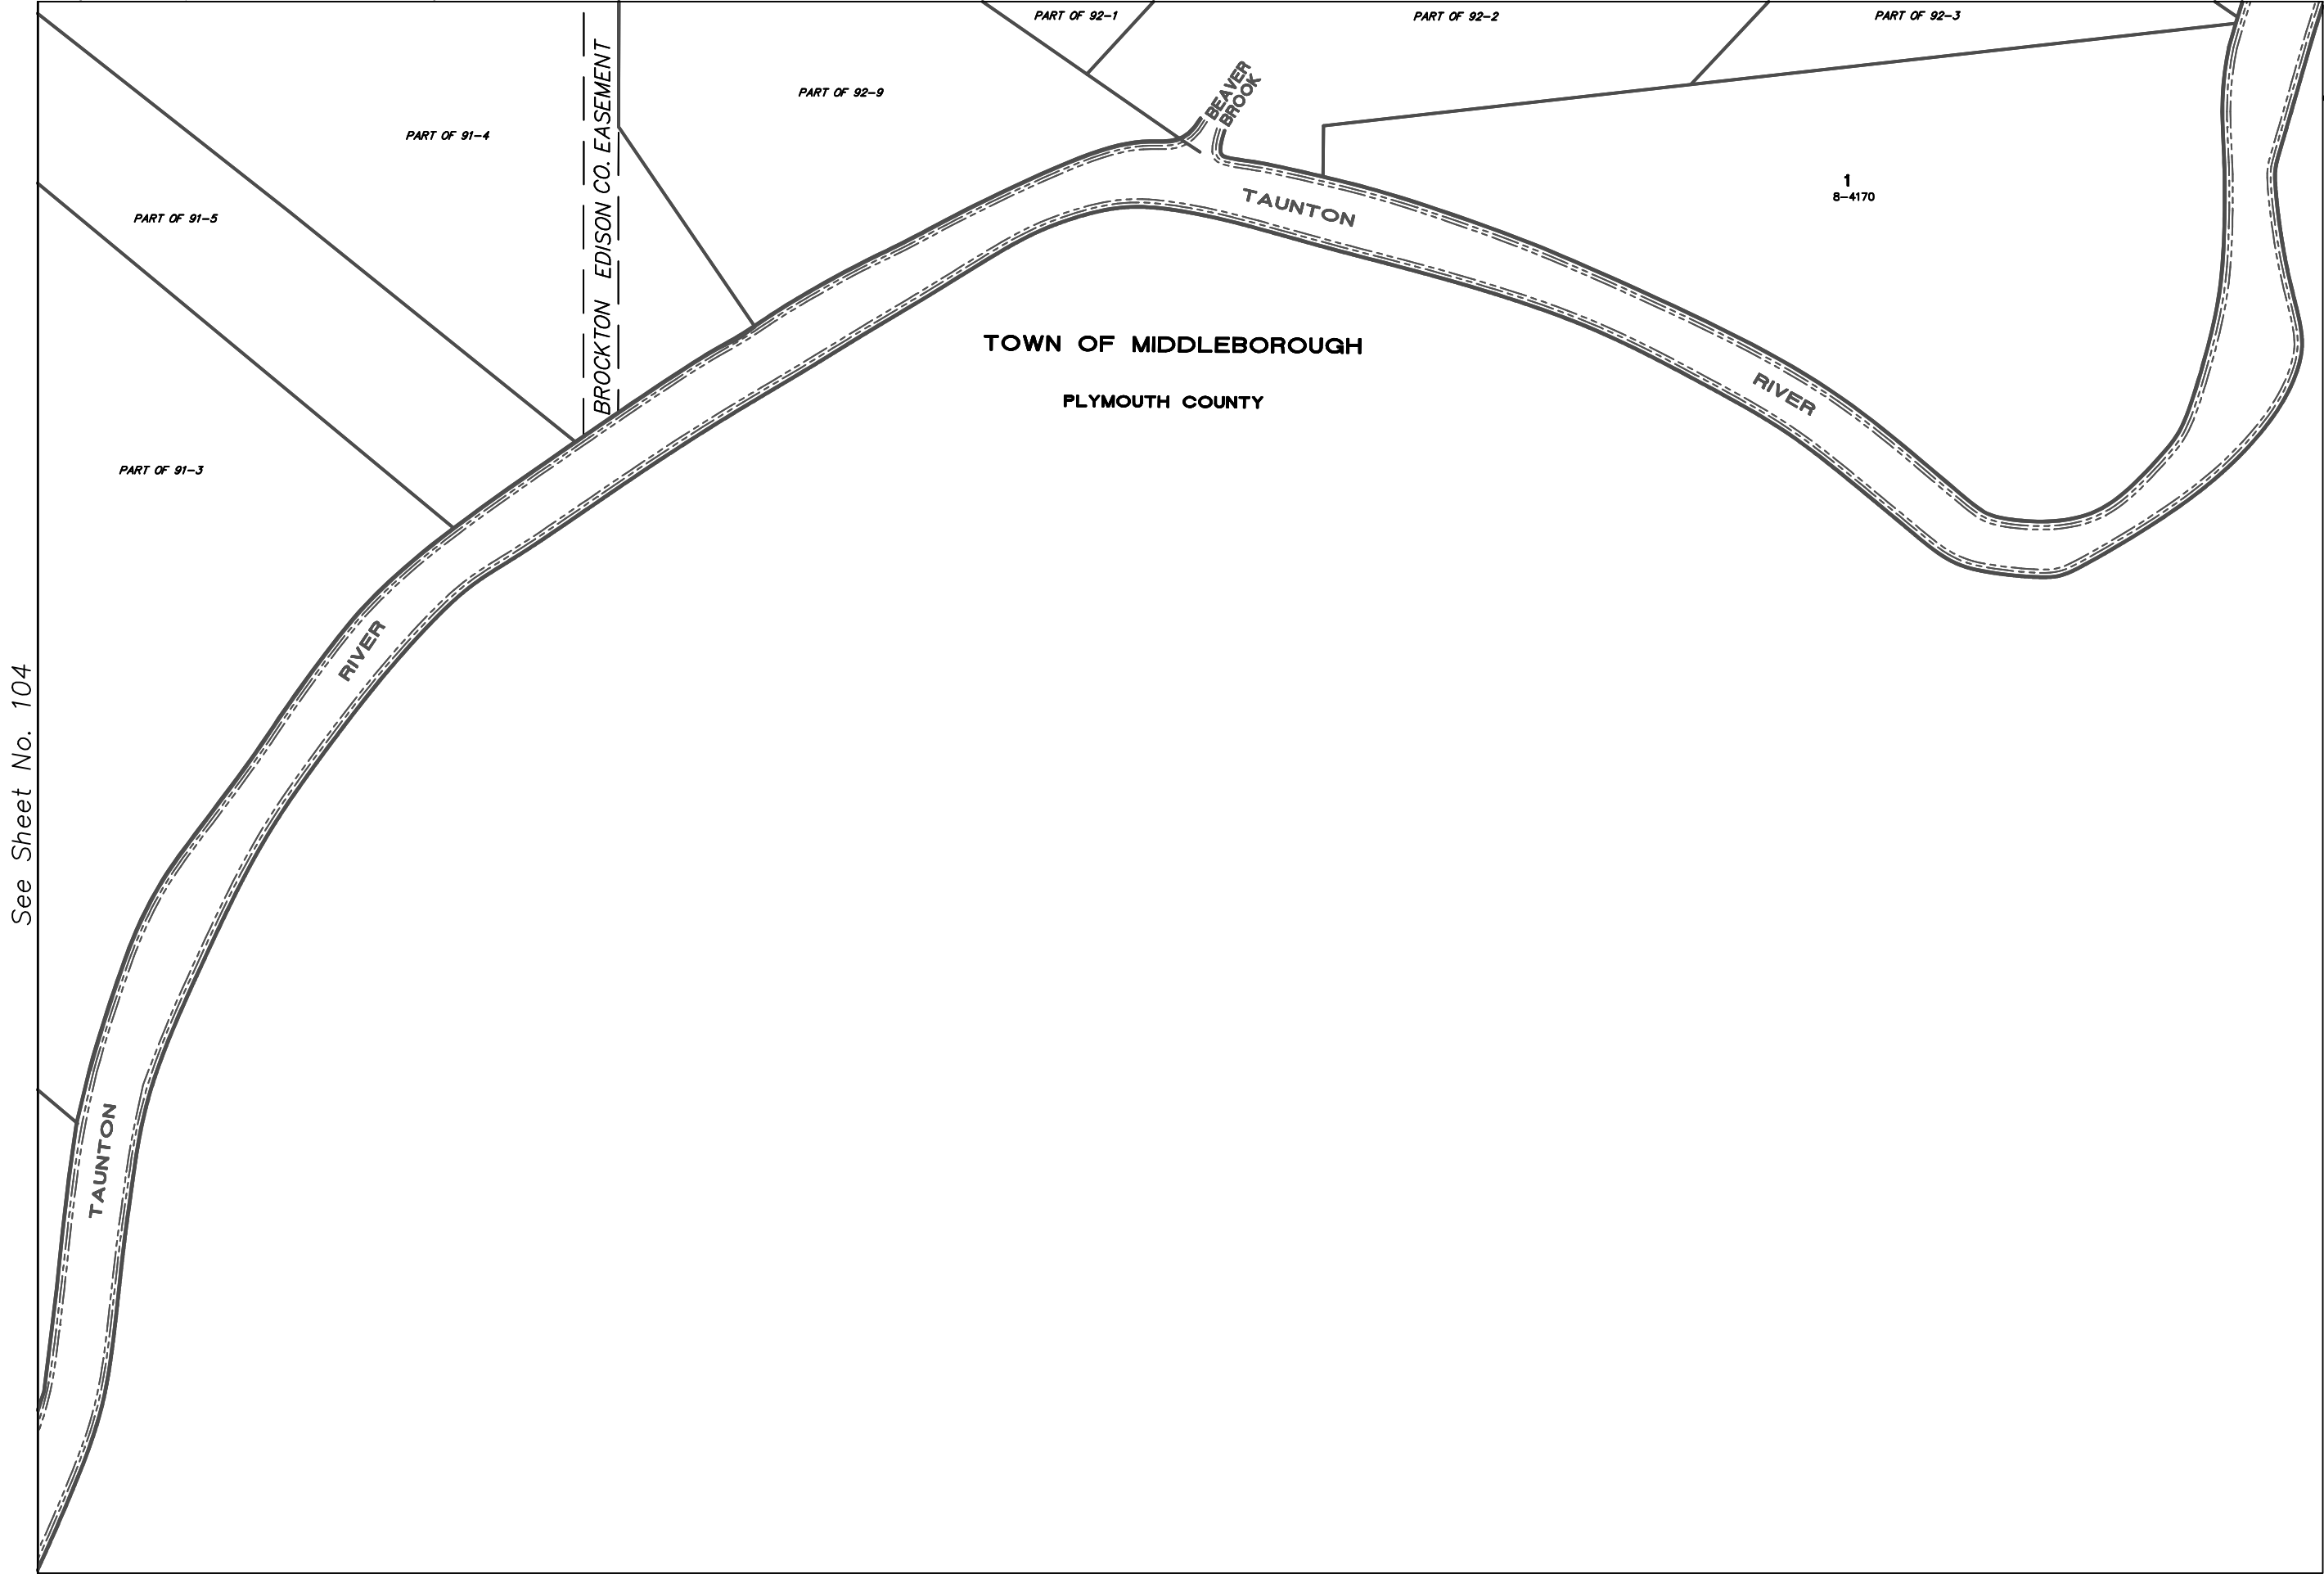 PART OF 92-1
PART OF 92-2
PART OF 92-3
BROCKTON EDISON CO. EASEMENT
PART OF 92-9
BEAVER
BROOK
PART OF 91-4
1
8-4170
PART OF 91-5
TAUNTON
TOWN OF MIDDLEBOROUGH
RIVER
PLYMOUTH COUNTY
PART OF 91-3
RIVER
See Sheet No. 104
TAUNTON